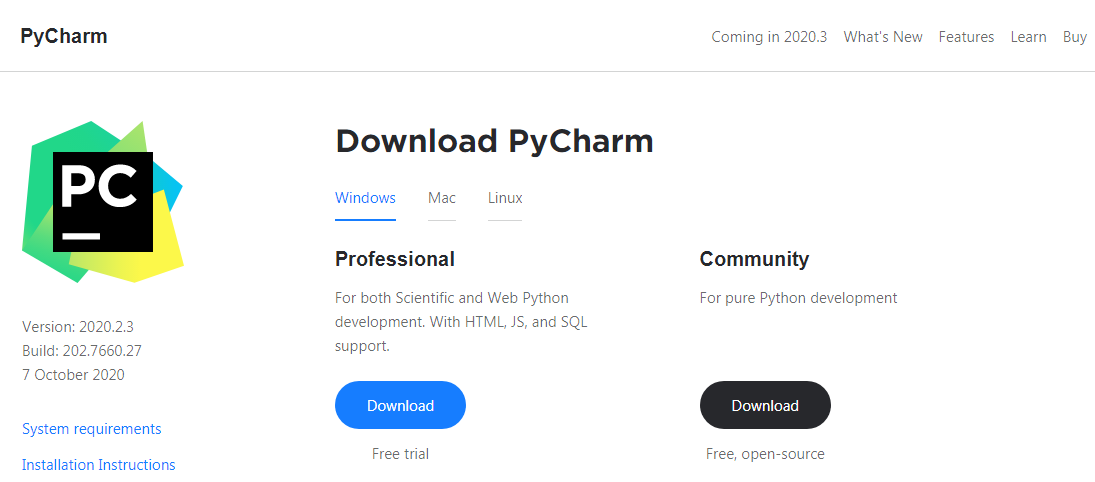 PyCharm
Coming in 2020.3 What's New Features Learn Buy
PC
Version: 2020.2.3
Build: 202.7660.27
7 October 2020
System requirements
Installation Instructions
Download PyCharm
Windows Mac Linux
Professional
For both Scientific and Web Python
development. With HTML, JS, and SQL
support.
Download
Free trial
Community
For pure Python development
Download
Free, open-source